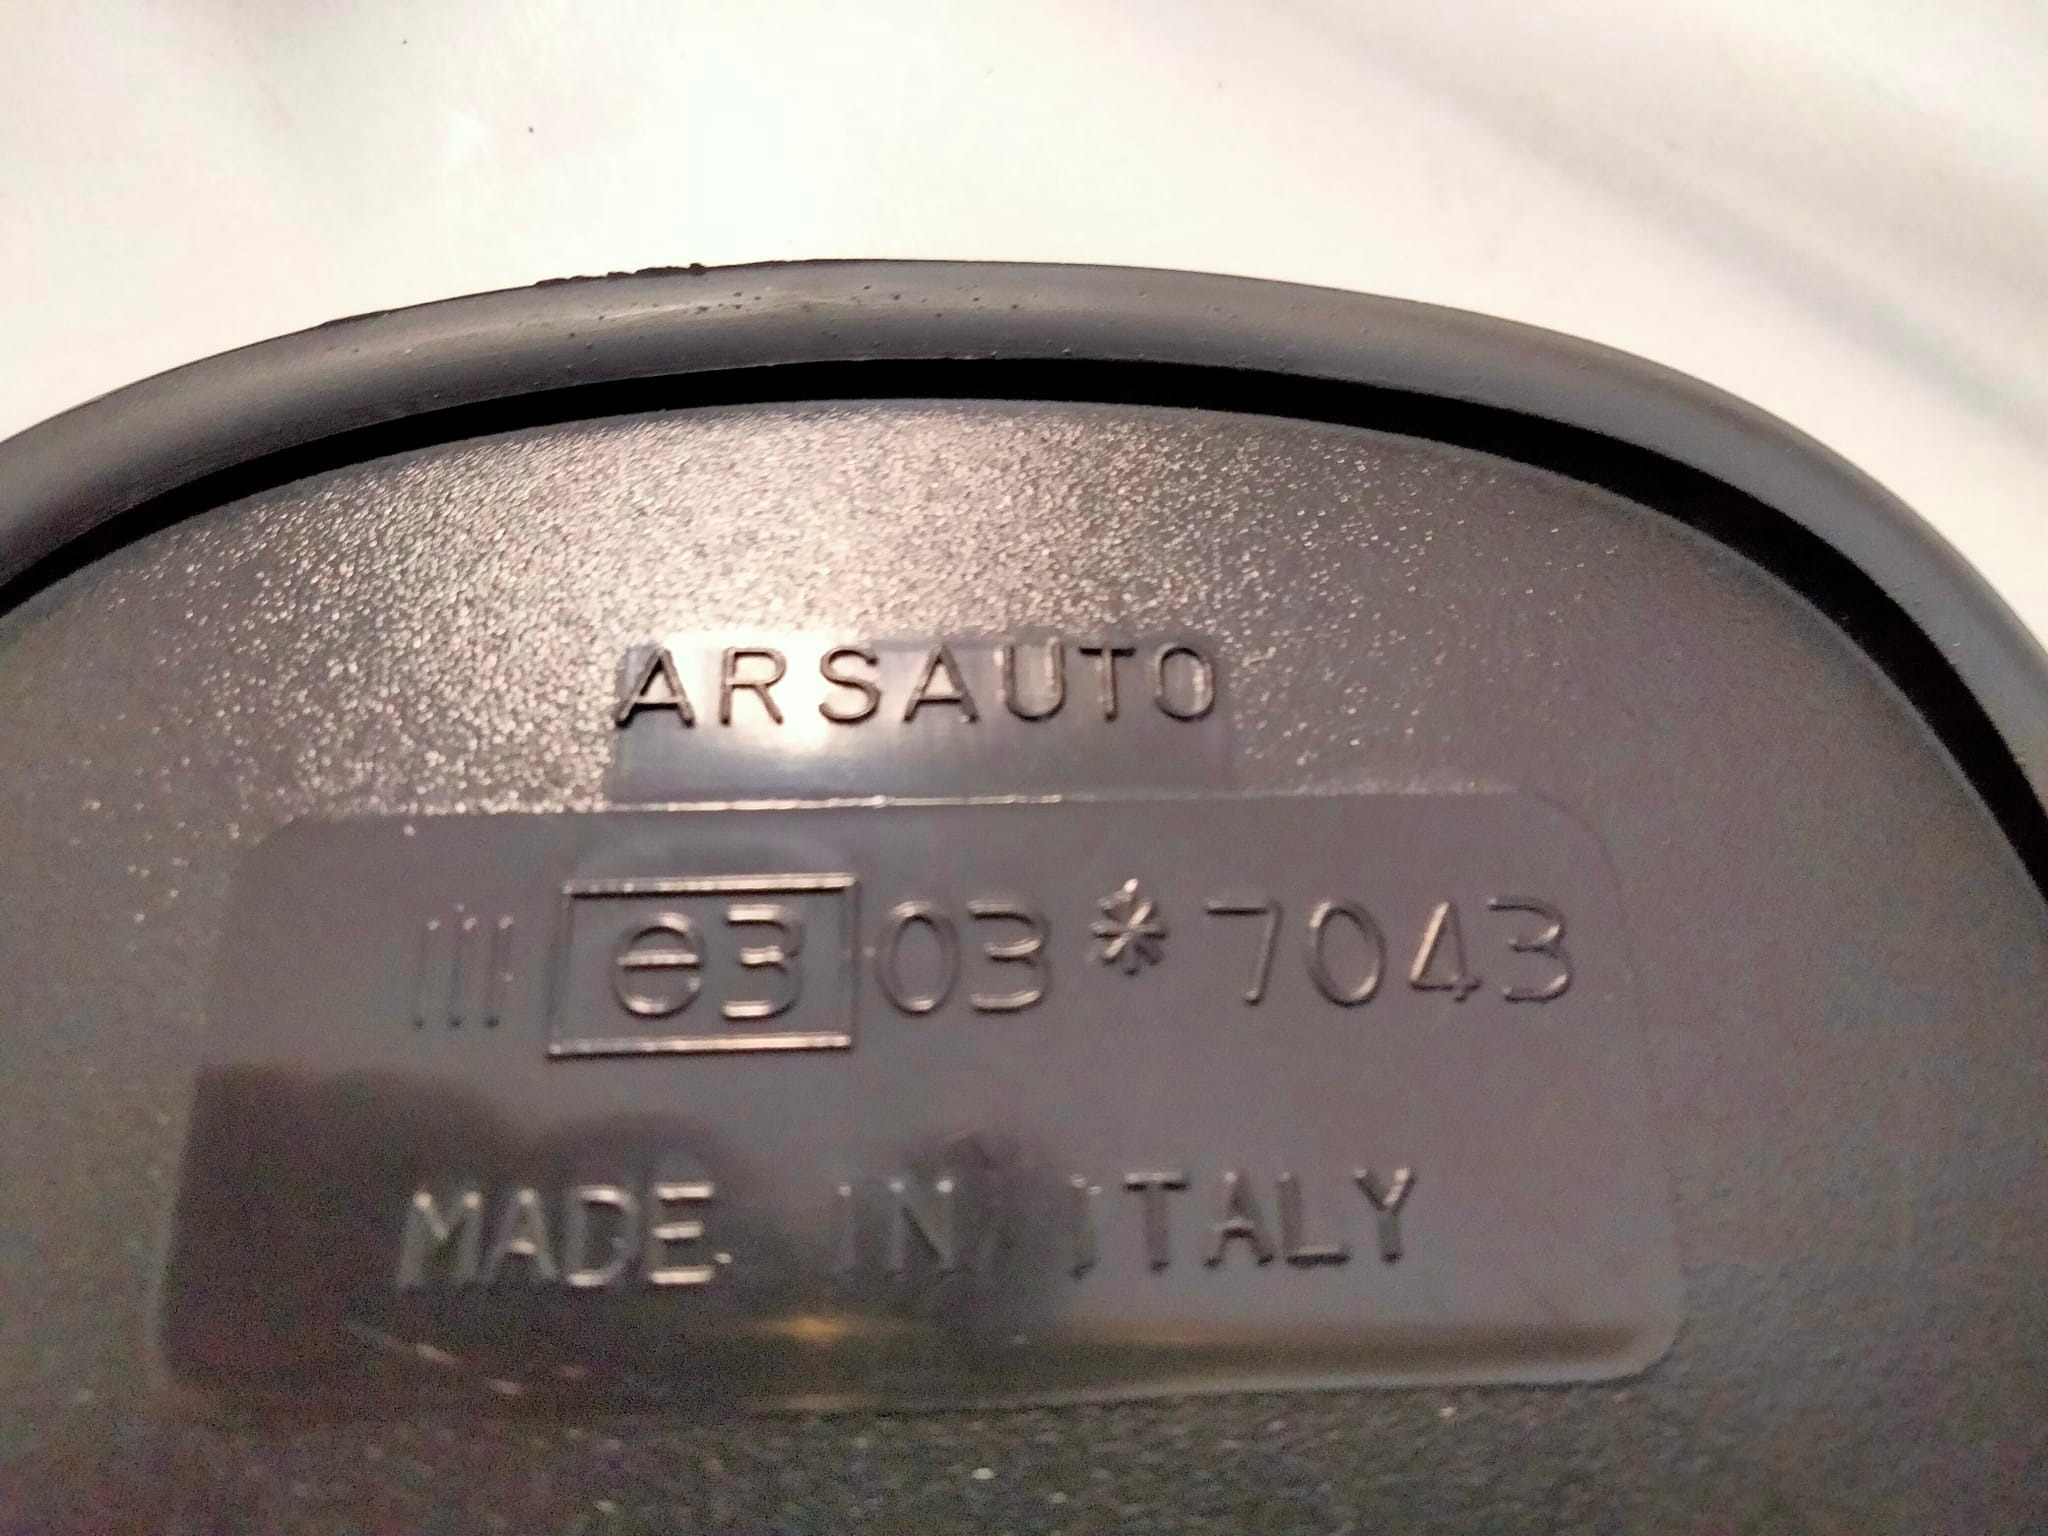 ARSAUTO
III e3 03*7043
MADE IN ITALY